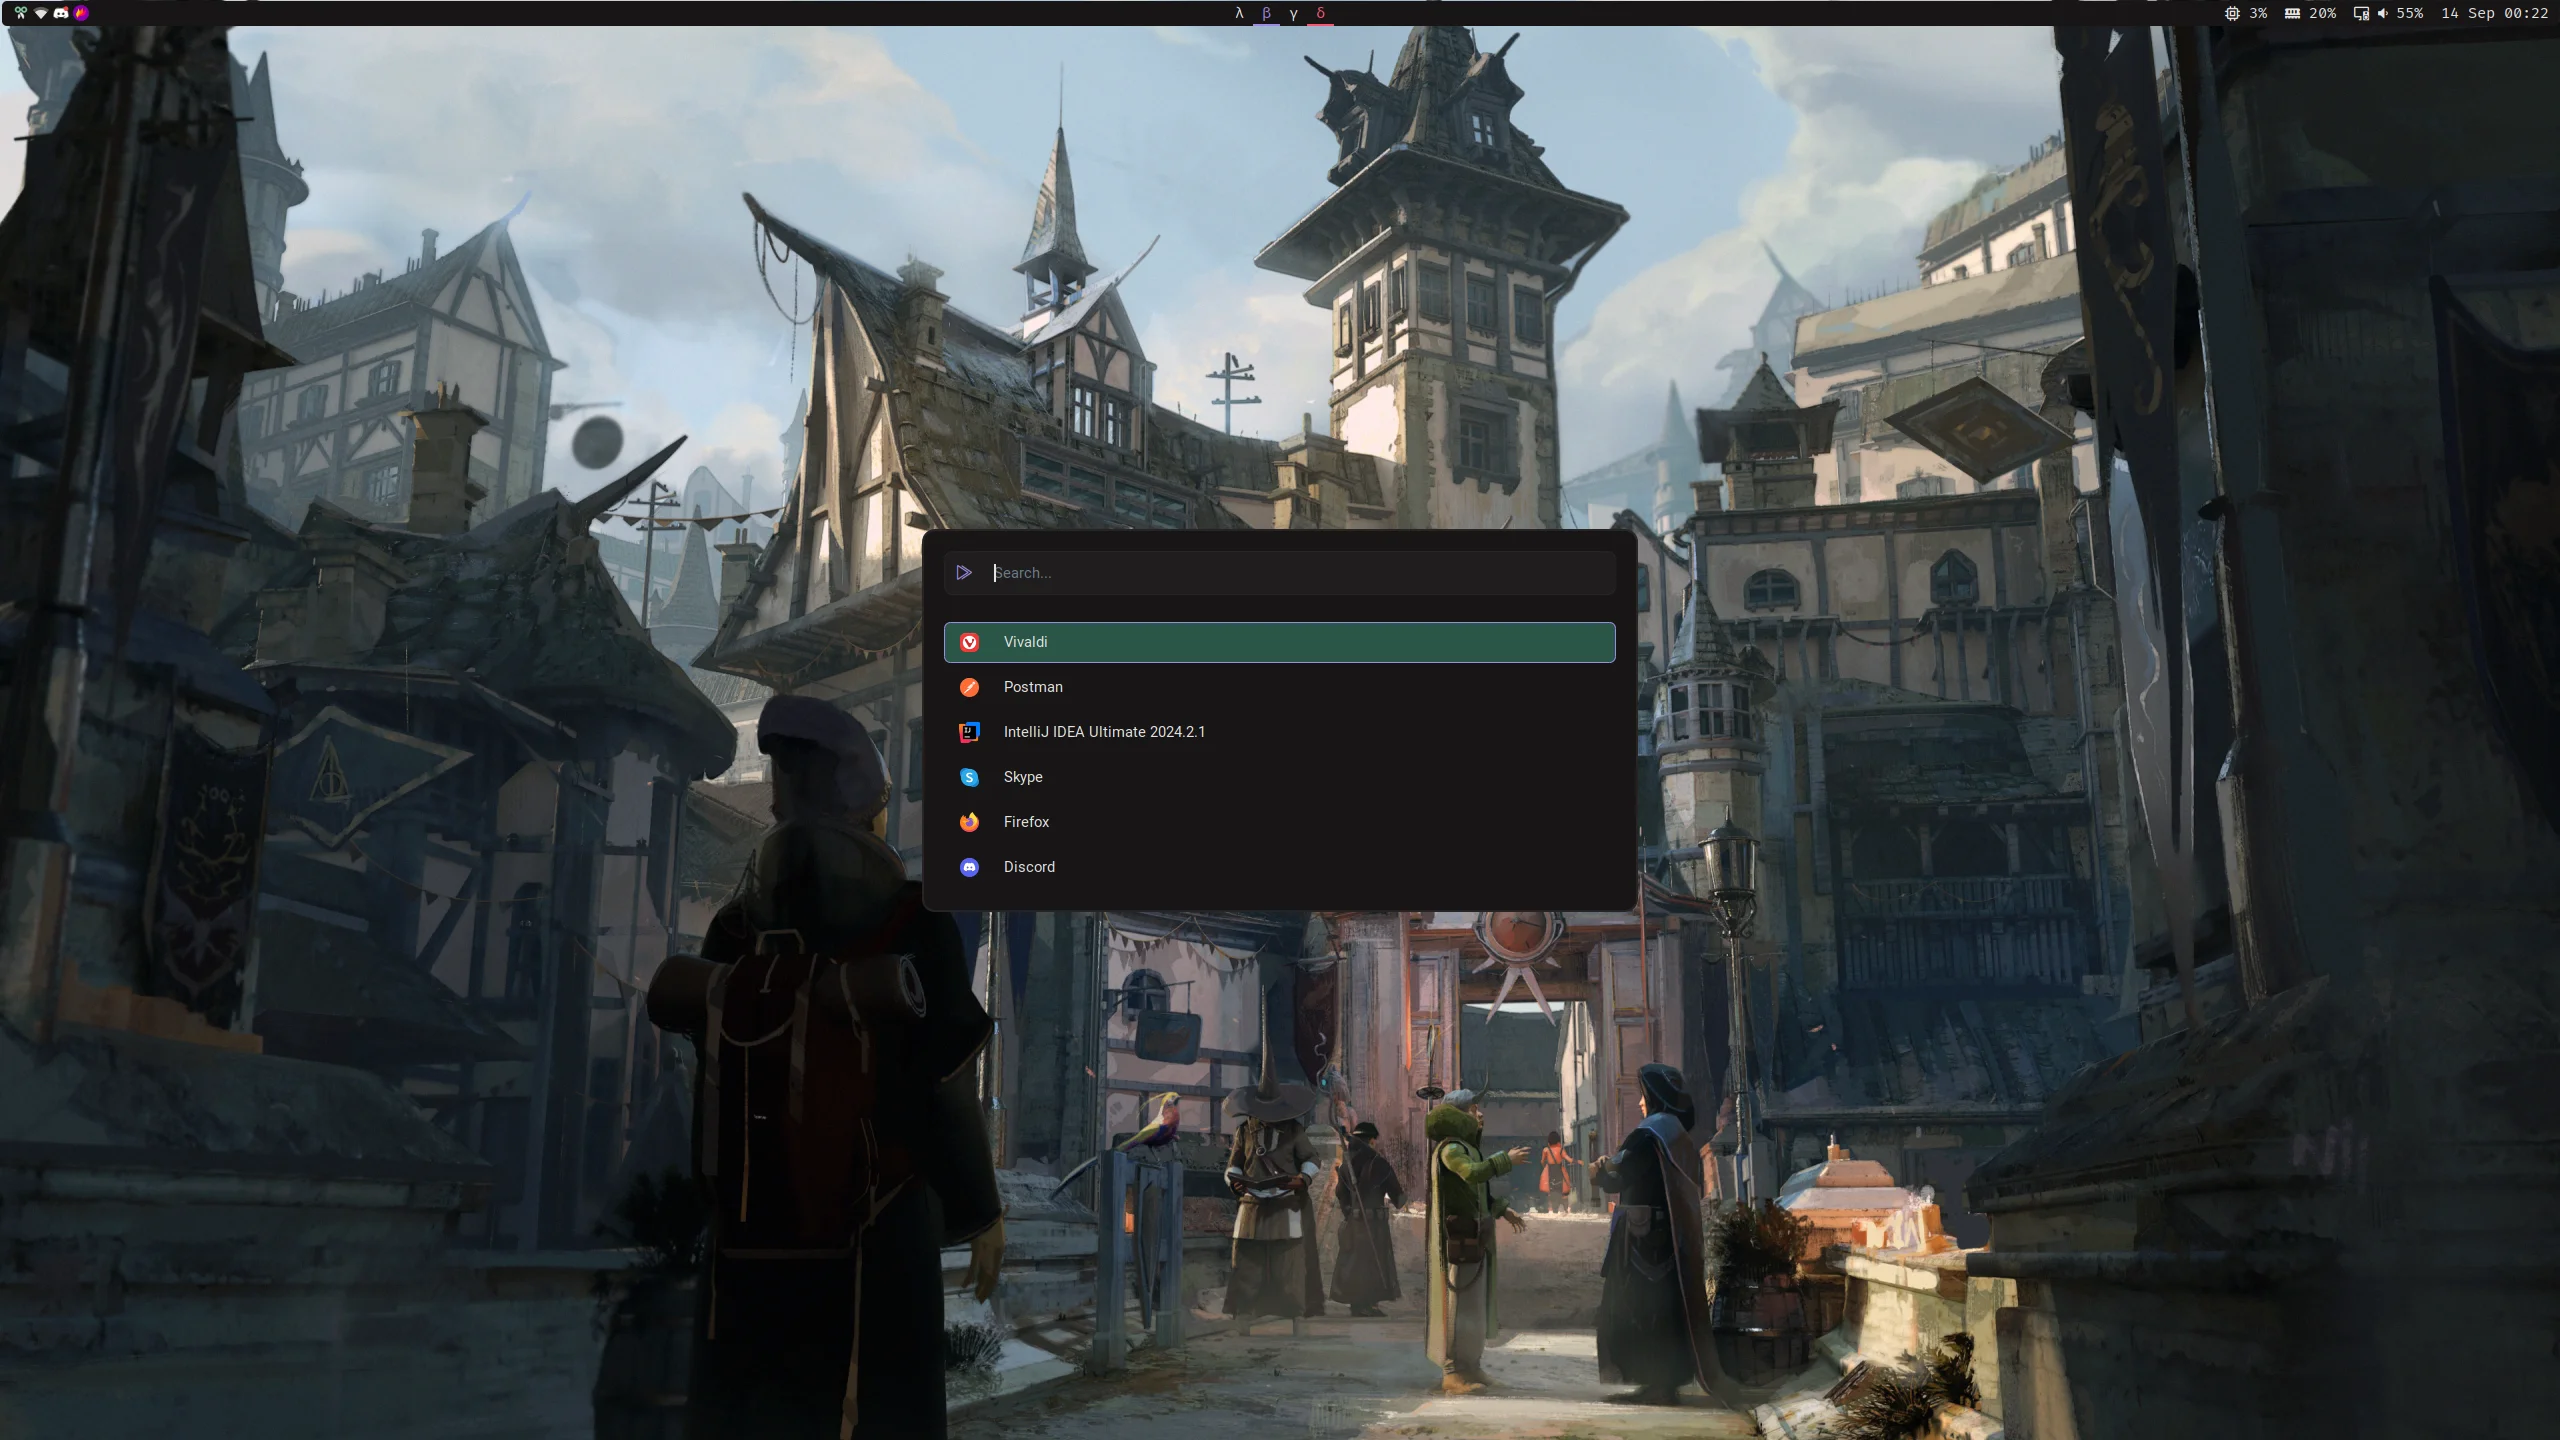 λ β γ δ
3% 20% 55% 14 Sep 00:22
Search...
Vivaldi
Postman
IntelliJ IDEA Ultimate 2024.2.1
Skype
Firefox
Discord